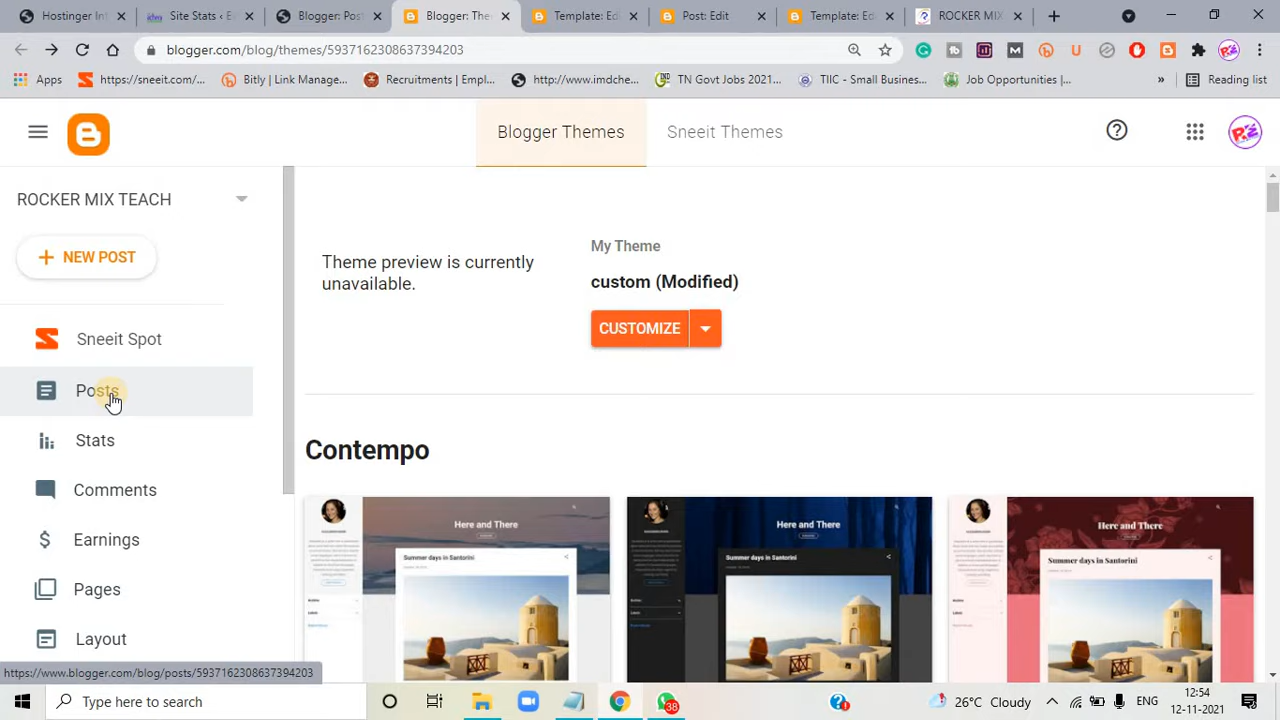 Blogger: Post
Site Stats ‹ E
Blogger: Post
Blogger: The
Template: Ed
Post Edit
Template: Ed
ROCKER MIX
blogger.com/blog/themes/5937162308637394203
Apps
https://sneeit.com/...
Bitly | Link Manage...
Recruitments | Empl...
http://www.imdche...
TN Govt Jobs 2021...
TIIC - Small Busines...
Job Opportunities |...
»
Reading list
Blogger Themes
Sneeit Themes
ROCKER MIX TEACH
NEW POST
Sneeit Spot
Posts
Stats
Comments
Earnings
Pages
Layout
Theme preview is currently
unavailable.
My Theme
custom (Modified)
CUSTOMIZE
Contempo
Here and There
Summer days in Santorini
Here and There
Summer days in Santorini
Here and There
Summer days in Santorini
https://www.blogger.com/blog/posts/5937162308637394203
Type here to search
38
26°C Cloudy
ENG
12:54
12-11-2021